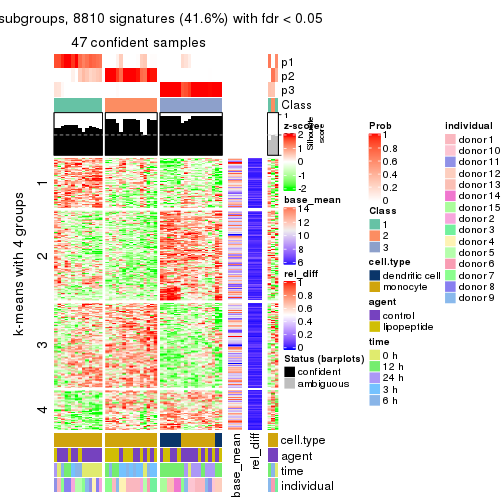 subgroups, 8810 signatures (41.6%) with fdr < 0.05
47 confident samples
p1
p2
p3
Class
1
Silhouette
score
k-means with 4 groups
1
2
3
4
z-score
2
1
0
-1
-2
base_mean
14
12
10
8
6
rel_diff
1
0.8
0.6
0.4
0.2
0
Status (barplots)
confident
ambiguous
Prob
1
0.8
0.6
0.4
0.2
0
Class
1
2
3
cell.type
dendritic cell
monocyte
agent
control
lipopeptide
time
0 h
12 h
24 h
3 h
6 h
individual
donor 1
donor 10
donor 11
donor 12
donor 13
donor 14
donor 15
donor 2
donor 3
donor 4
donor 5
donor 6
donor 7
donor 8
donor 9
cell.type
agent
time
individual
base_mean
rel_diff